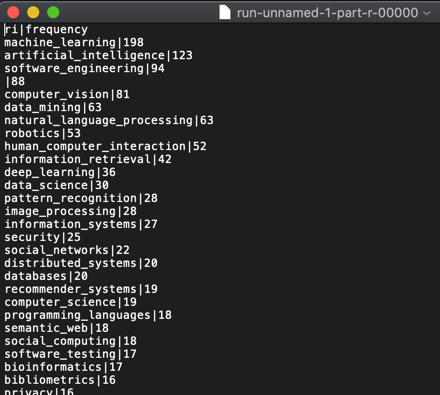 run-unnamed-1-part-r-00000
ri|frequency
machine_learning|198
artificial_intelligence|123
software_engineering|94
|88
computer_vision|81
data_mining|63
natural_language_processing|63
robotics|53
human_computer_interaction|52
information_retrieval|42
deep_learning|36
data_science|30
pattern_recognition|28
image_processing|28
information_systems|27
security|25
social_networks|22
distributed_systems|20
databases|20
recommender_systems|19
computer_science|19
programming_languages|18
semantic_web|18
social_computing|18
software_testing|17
bioinformatics|17
bibliometrics|16
privacy|16